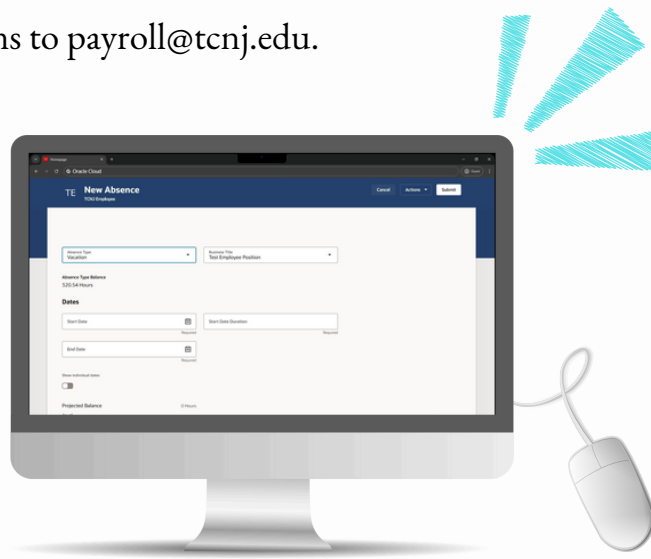 ns to payroll@tcnj.edu.
Homepage
Oracle Cloud
TE New Absence
TCNJ Employee
Cancel Actions Submit
Absence Type
Vacation
Business Title
Test Employee Position
Absence Type Balance
520.54 Hours
Dates
Start Date
Required
Start Date Duration
Required
End Date
Required
Show individual dates
Projected Balance 0 Hours